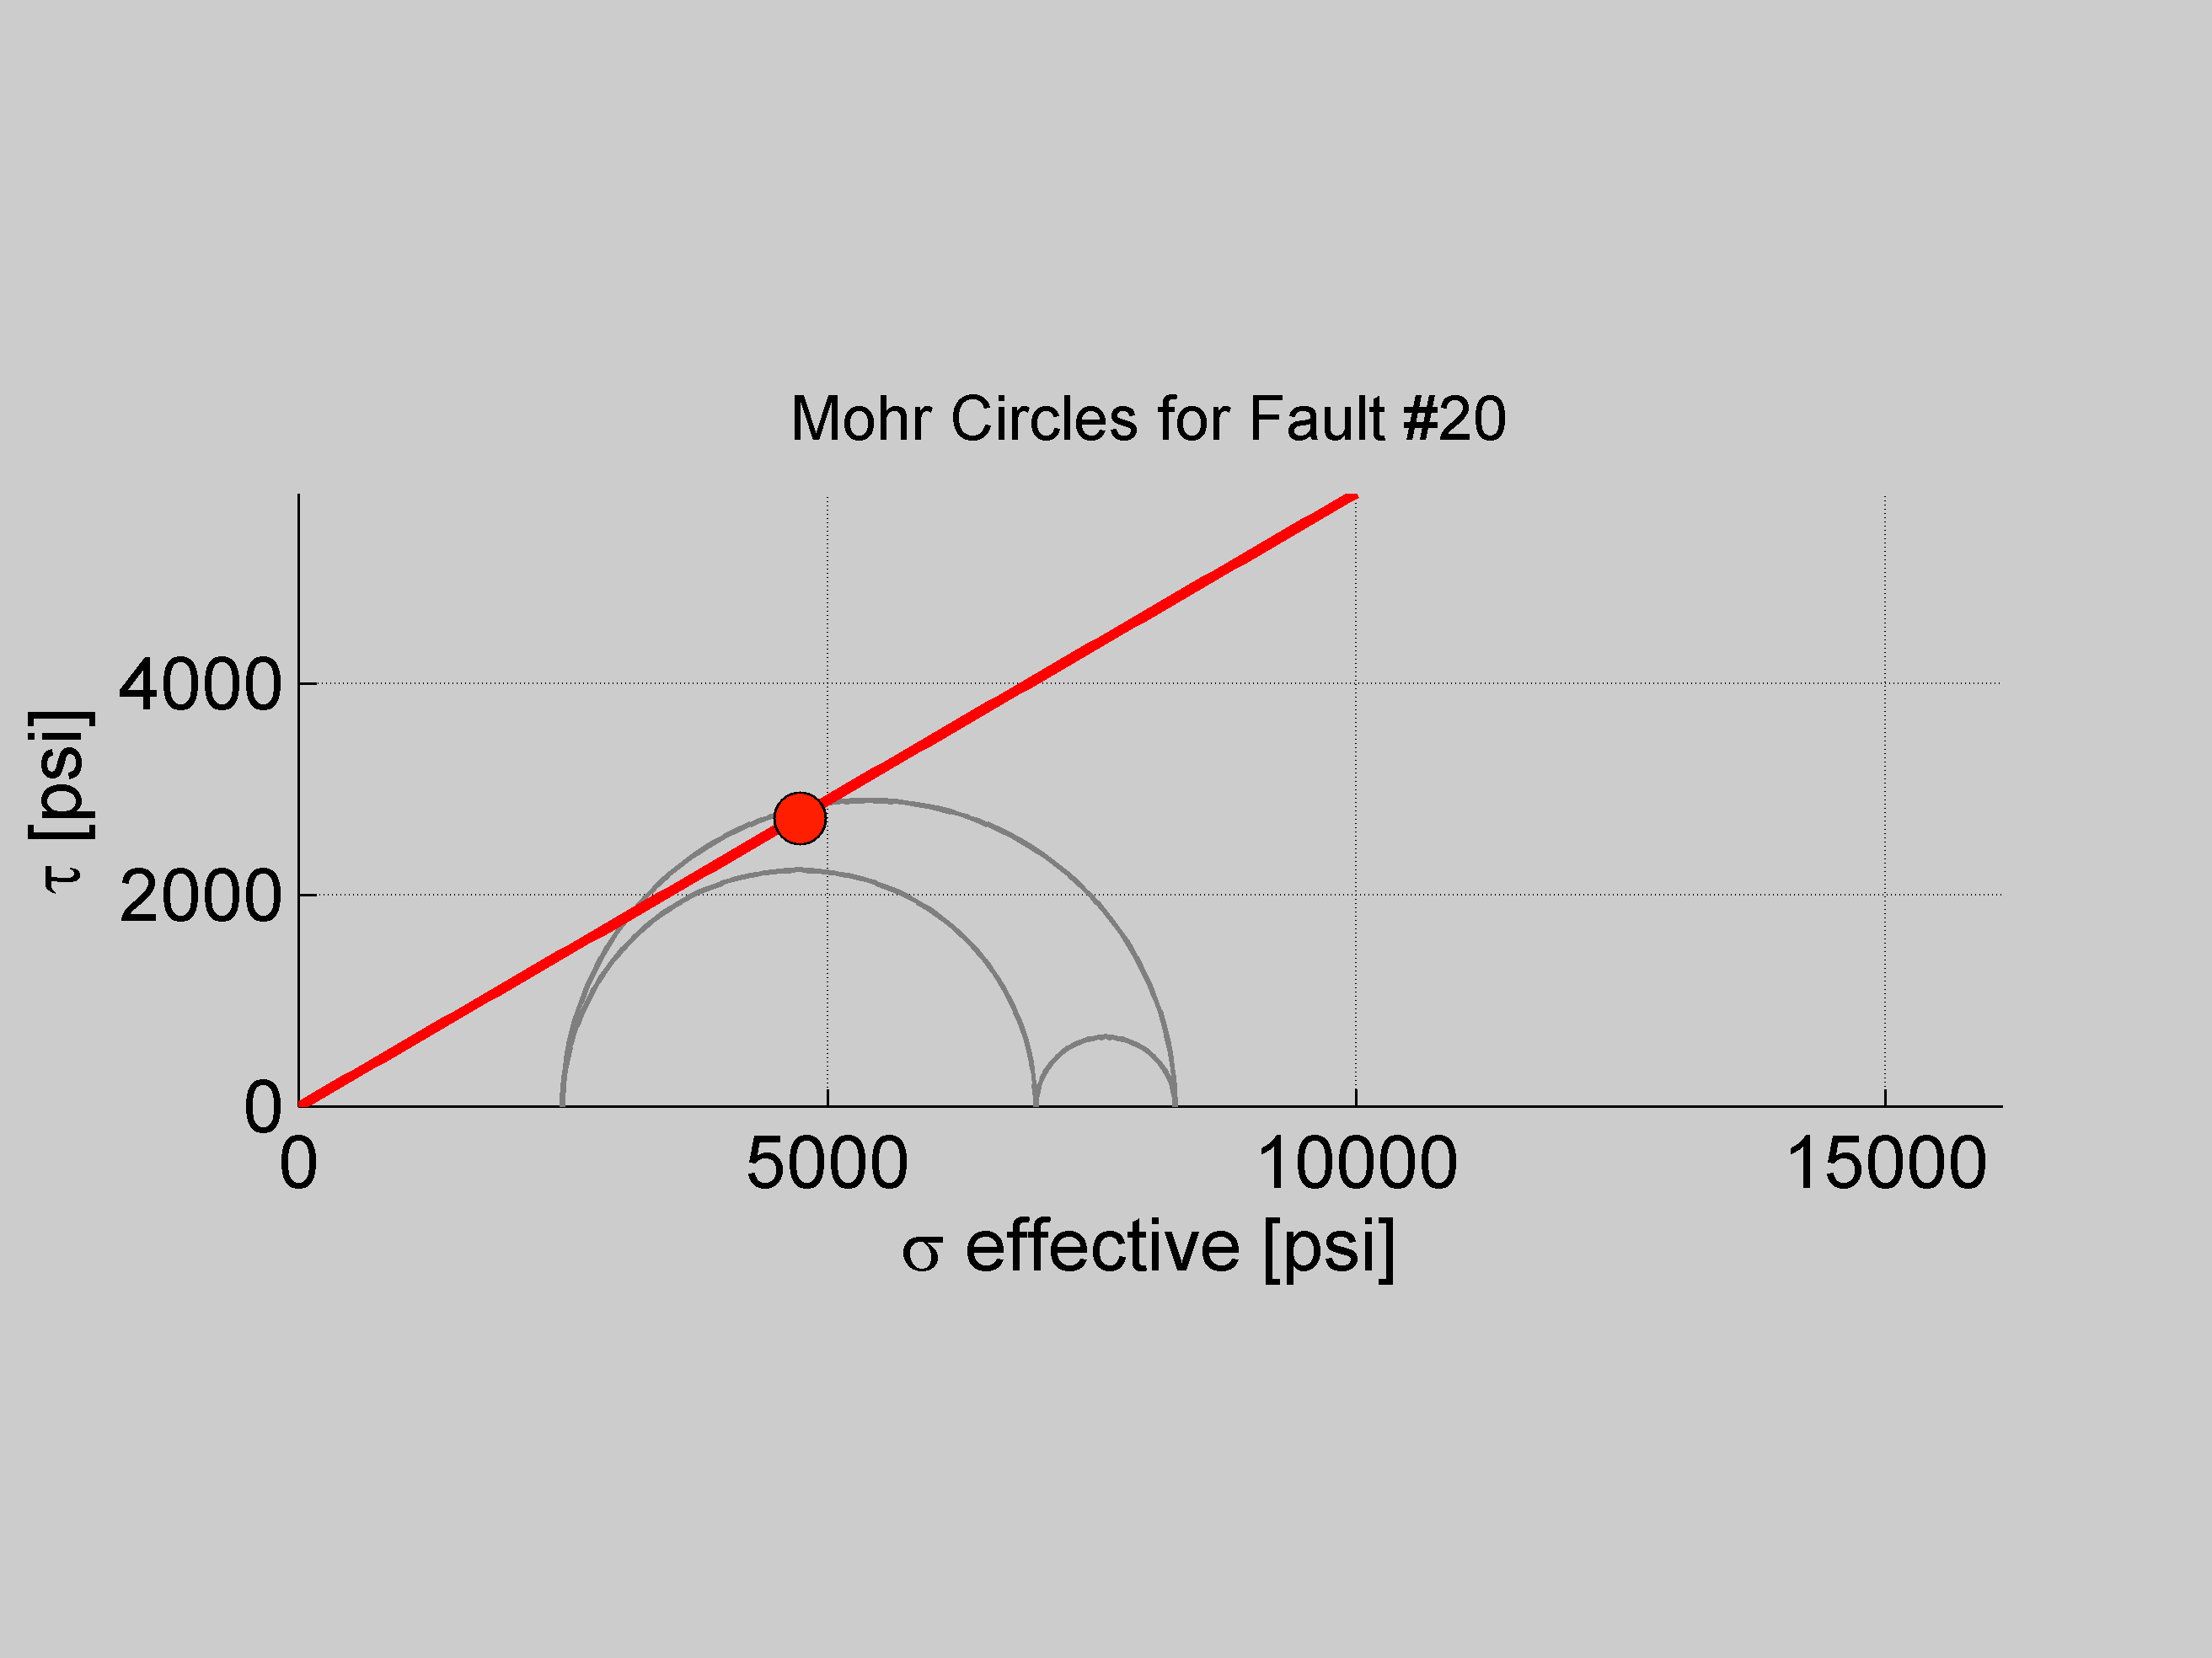 Mohr Circles for Fault #20
τ [psi]
4000
2000
0
0 5000 10000 15000
σ effective [psi]